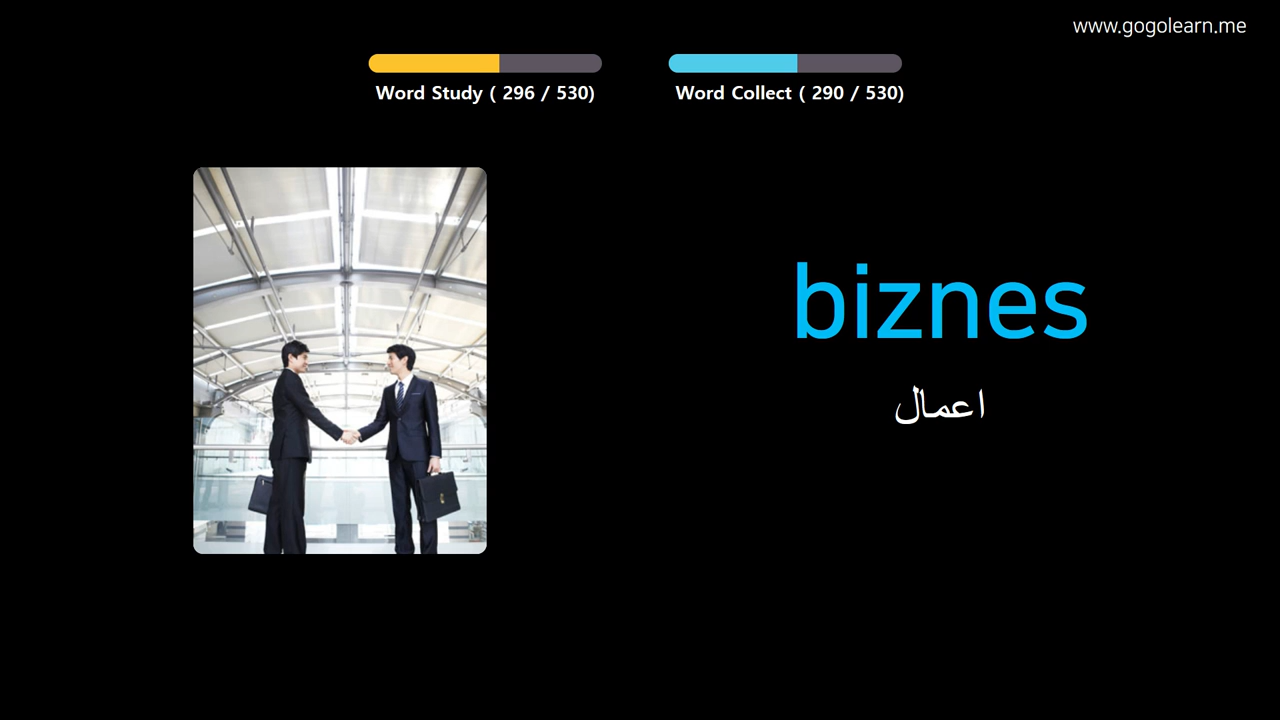 www.gogolearn.me
Word Study ( 296 / 530)
Word Collect ( 290 / 530)
biznes
اعمال